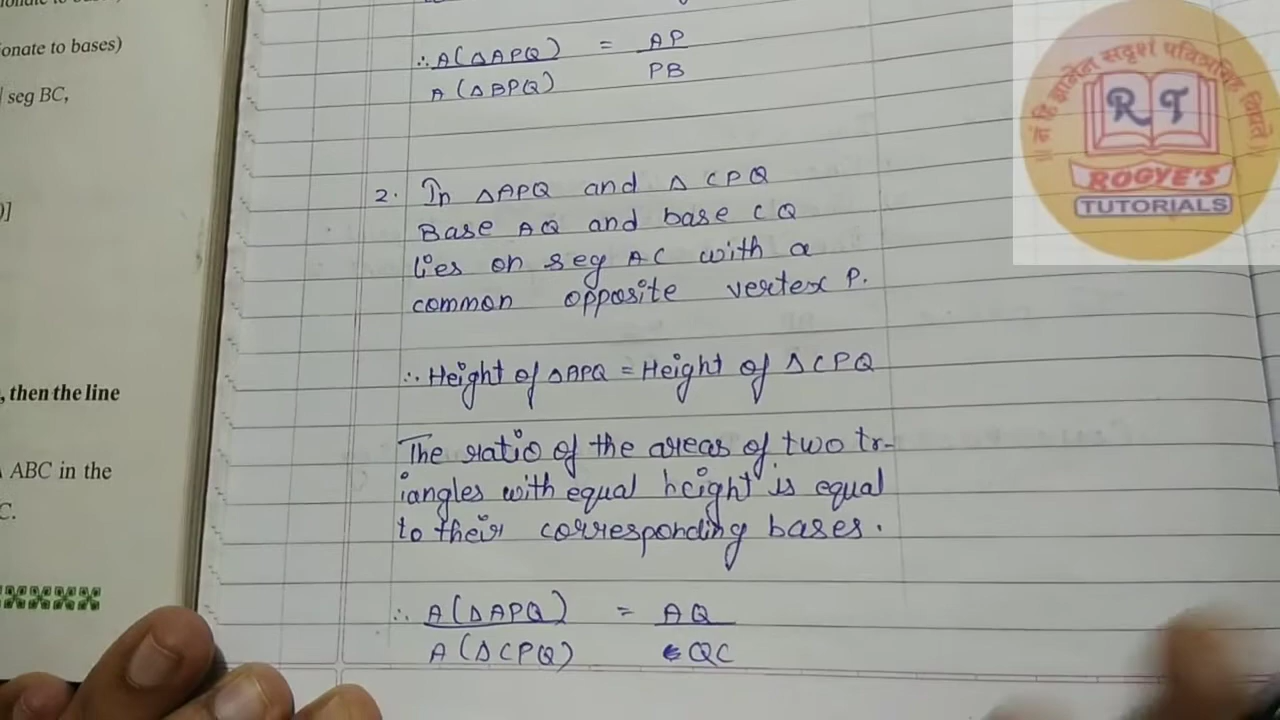 onate to bases)
seg BC,
)]
, then the line
ABC in the
C.
∴ A(△APQ) = AP
A(△BPQ) PB
2. In △APQ and △CPQ
Base AQ and base CQ
lies on seg AC with a
common opposite vertex P.
∴ Height of △APQ = Height of △CPQ
The ratio of the areas of two tr-
iangles with equal height is equal
to their corresponding bases.
∴ A(△APQ) = AQ
A(△CPQ) QC
RT
ROGYE'S
TUTORIALS